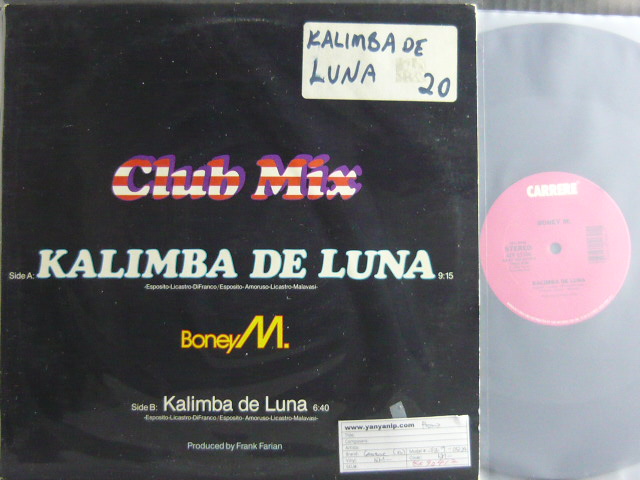 KALIMBA DE
LUNA 20
Club Mix
Side A: KALIMBA DE LUNA 9:15
-Esposito-Licastro-DiFranco/Esposito- Amoruso-Licastro-Malavasi-
Boney M.
Side B: Kalimba de Luna 6:40
-Esposito-Licastro-DiFranco/Esposito- Amoruso-Licastro-Malavasi-
Produced by Frank Farian
www.yanyanlp.com
CARRERE
BONEY M.
STEREO
KALIMBA DE LUNA